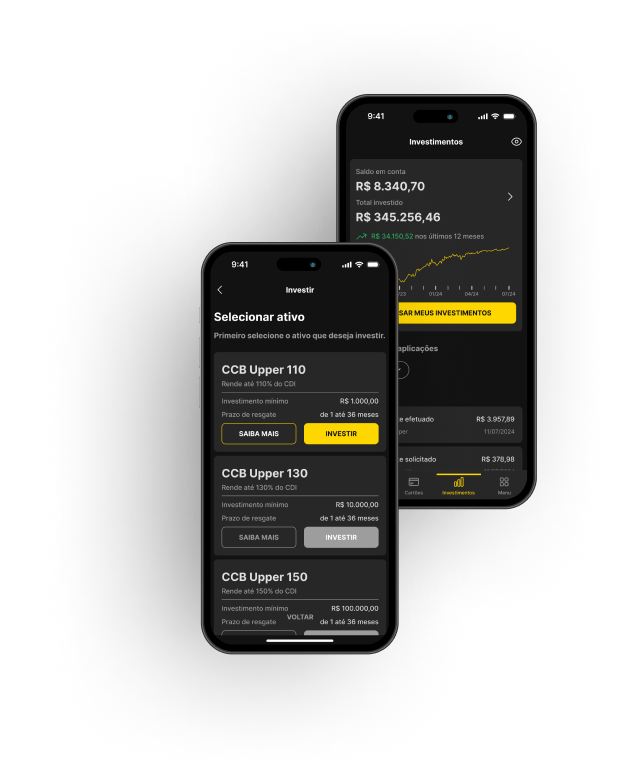 9:41
Investimentos
Saldo em conta
R$ 8.340,70
Total investido
R$ 345.256,46
R$ 34.150,52 nos últimos 12 meses
01/24 04/24 07/24
MEUS INVESTIMENTOS
aplicações
efetuado R$ 3.957,89
11/07/2024
solicitado R$ 378,98
Cartões Investimentos Menu
9:41
Investir
Selecionar ativo
Primeiro selecione o ativo que deseja investir.
CCB Upper 110
Rende até 110% do CDI
Investimento mínimo R$ 1.000,00
Prazo de resgate de 1 até 36 meses
SAIBA MAIS INVESTIR
CCB Upper 130
Rende até 130% do CDI
Investimento mínimo R$ 10.000,00
Prazo de resgate de 1 até 36 meses
SAIBA MAIS INVESTIR
CCB Upper 150
Rende até 150% do CDI
Investimento mínimo R$ 100.000,00
Prazo de resgate de 1 até 36 meses
VOLTAR